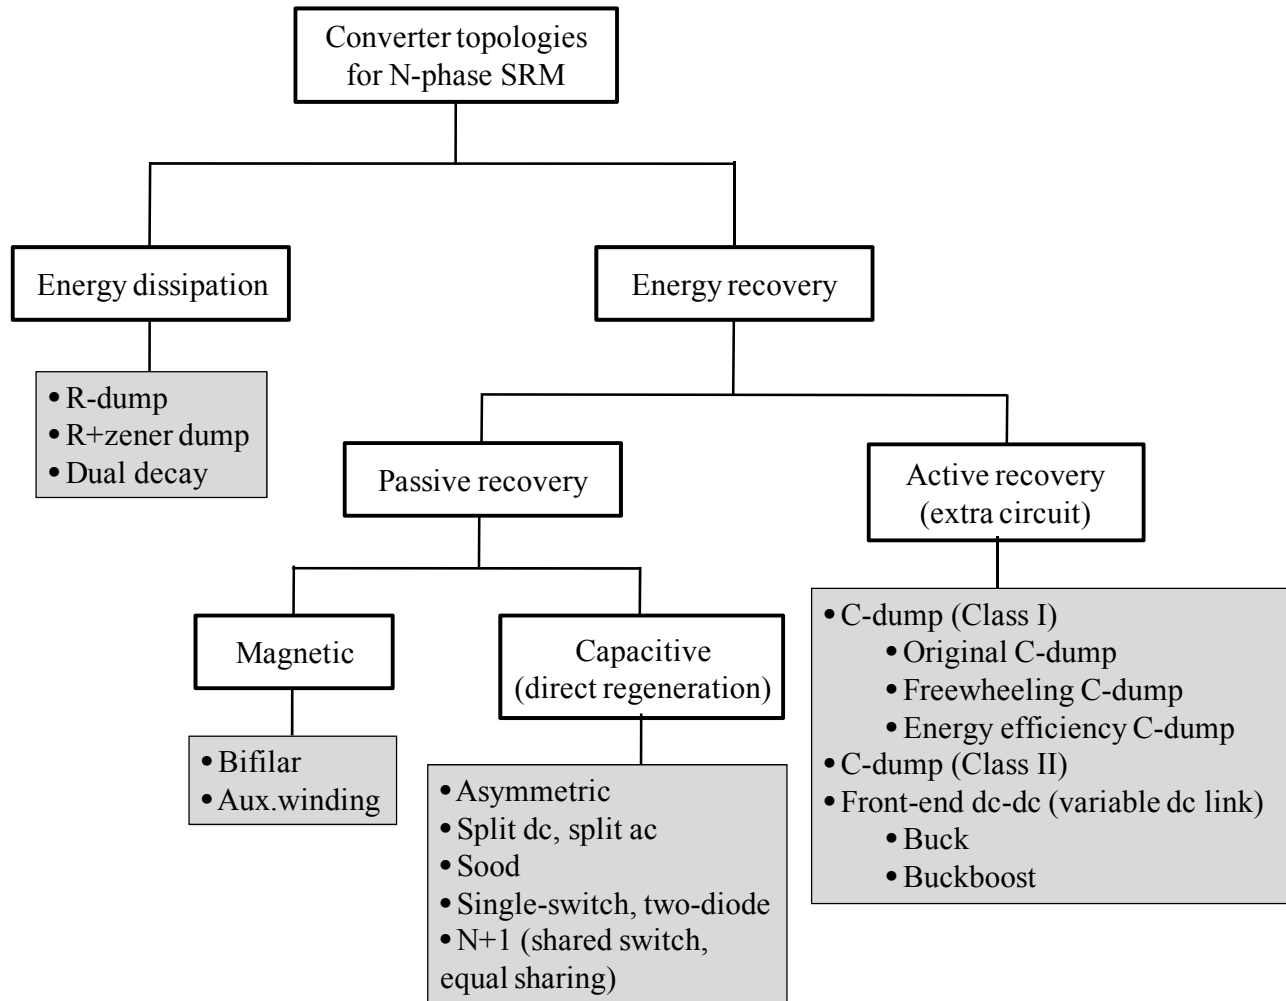 Converter topologies
for N-phase SRM
Energy dissipation
Energy recovery
• R-dump
• R+zener dump
• Dual decay
Passive recovery
Active recovery
(extra circuit)
Magnetic
Capacitive
(direct regeneration)
• C-dump (Class I)
• Original C-dump
• Freewheeling C-dump
• Energy efficiency C-dump
• C-dump (Class II)
• Front-end dc-dc (variable dc link)
• Buck
• Buckboost
• Bifilar
• Aux.winding
• Asymmetric
• Split dc, split ac
• Sood
• Single-switch, two-diode
• N+1 (shared switch,
equal sharing)